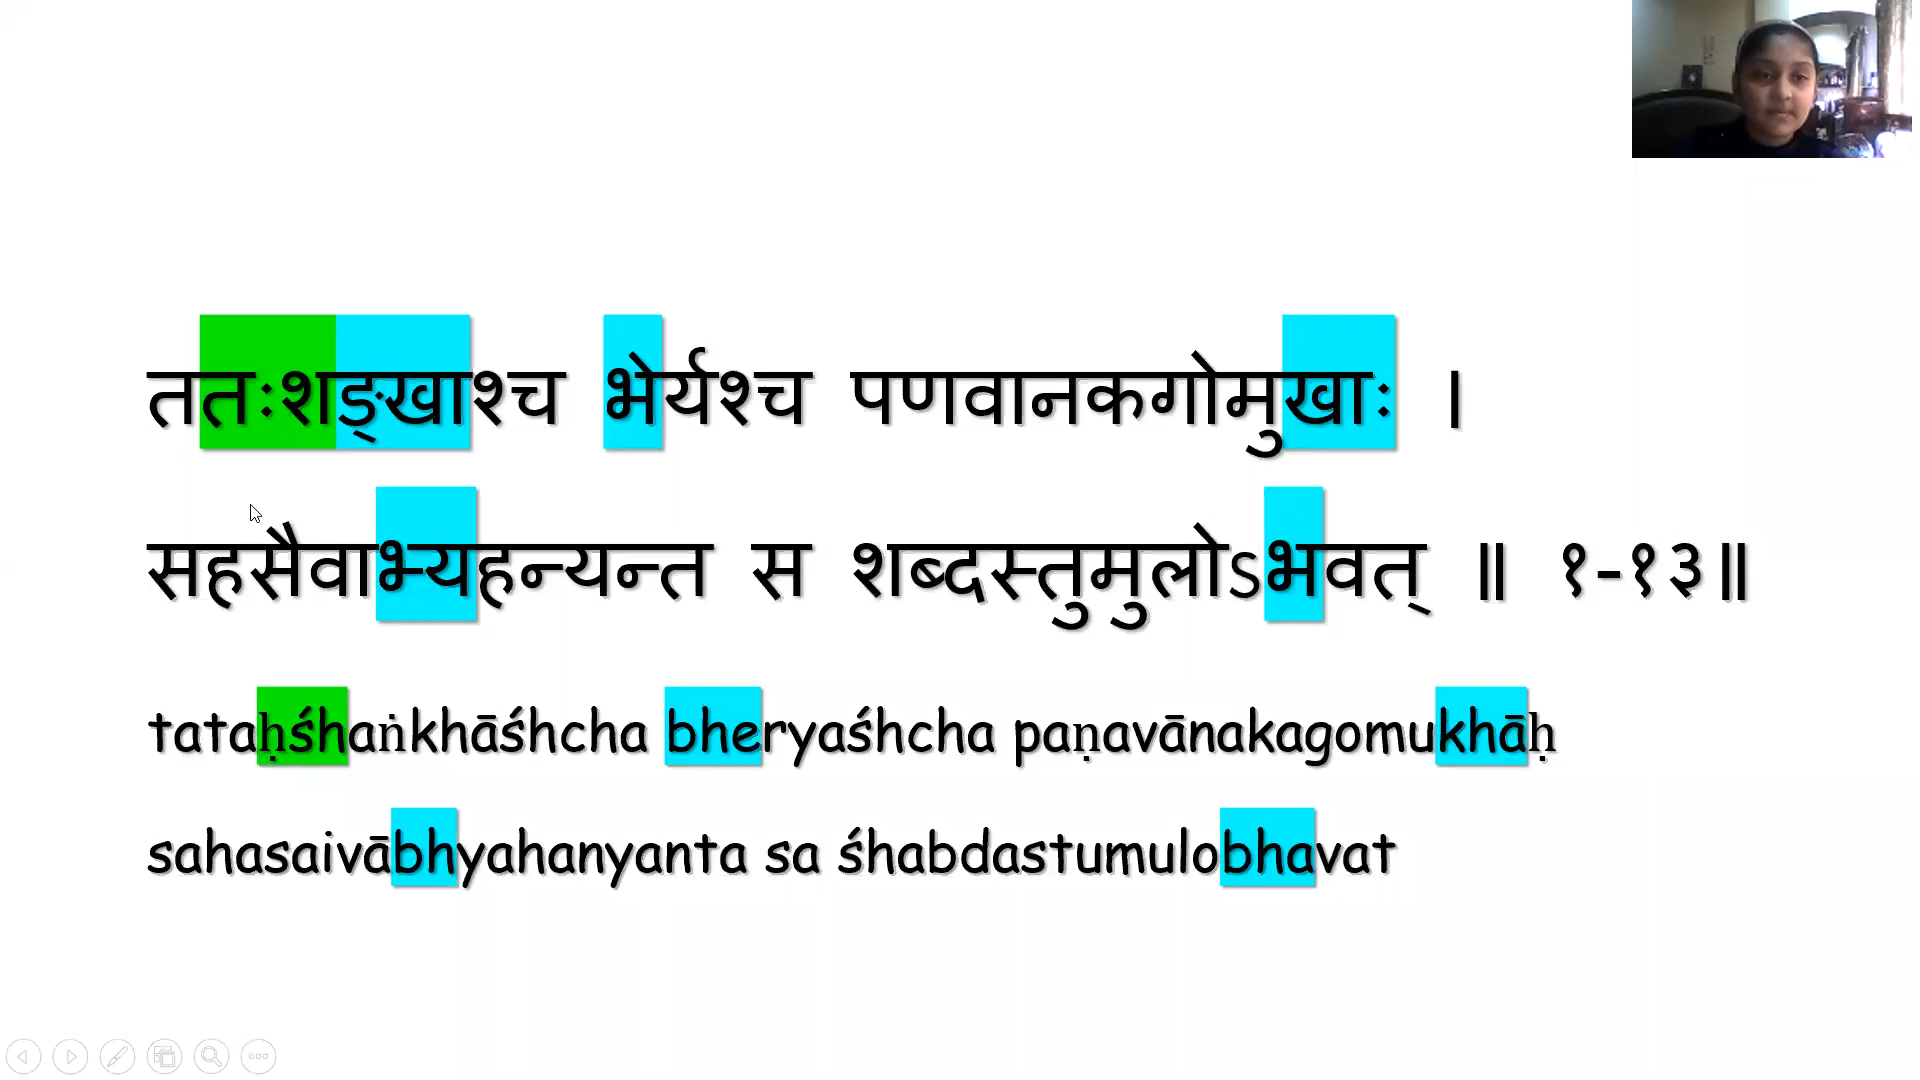 ततःशङ्खाश्च भेर्यश्च पणवानकगोमुखाः ।
सहसैवाभ्यहन्यन्त स शब्दस्तुमुलोऽभवत् ॥ १-१३॥
tataḥśhaṅkhāśhcha bheryaśhcha paṇavānakagomukhāḥ
sahasaivābhyahanyanta sa śhabdastumulobhavat